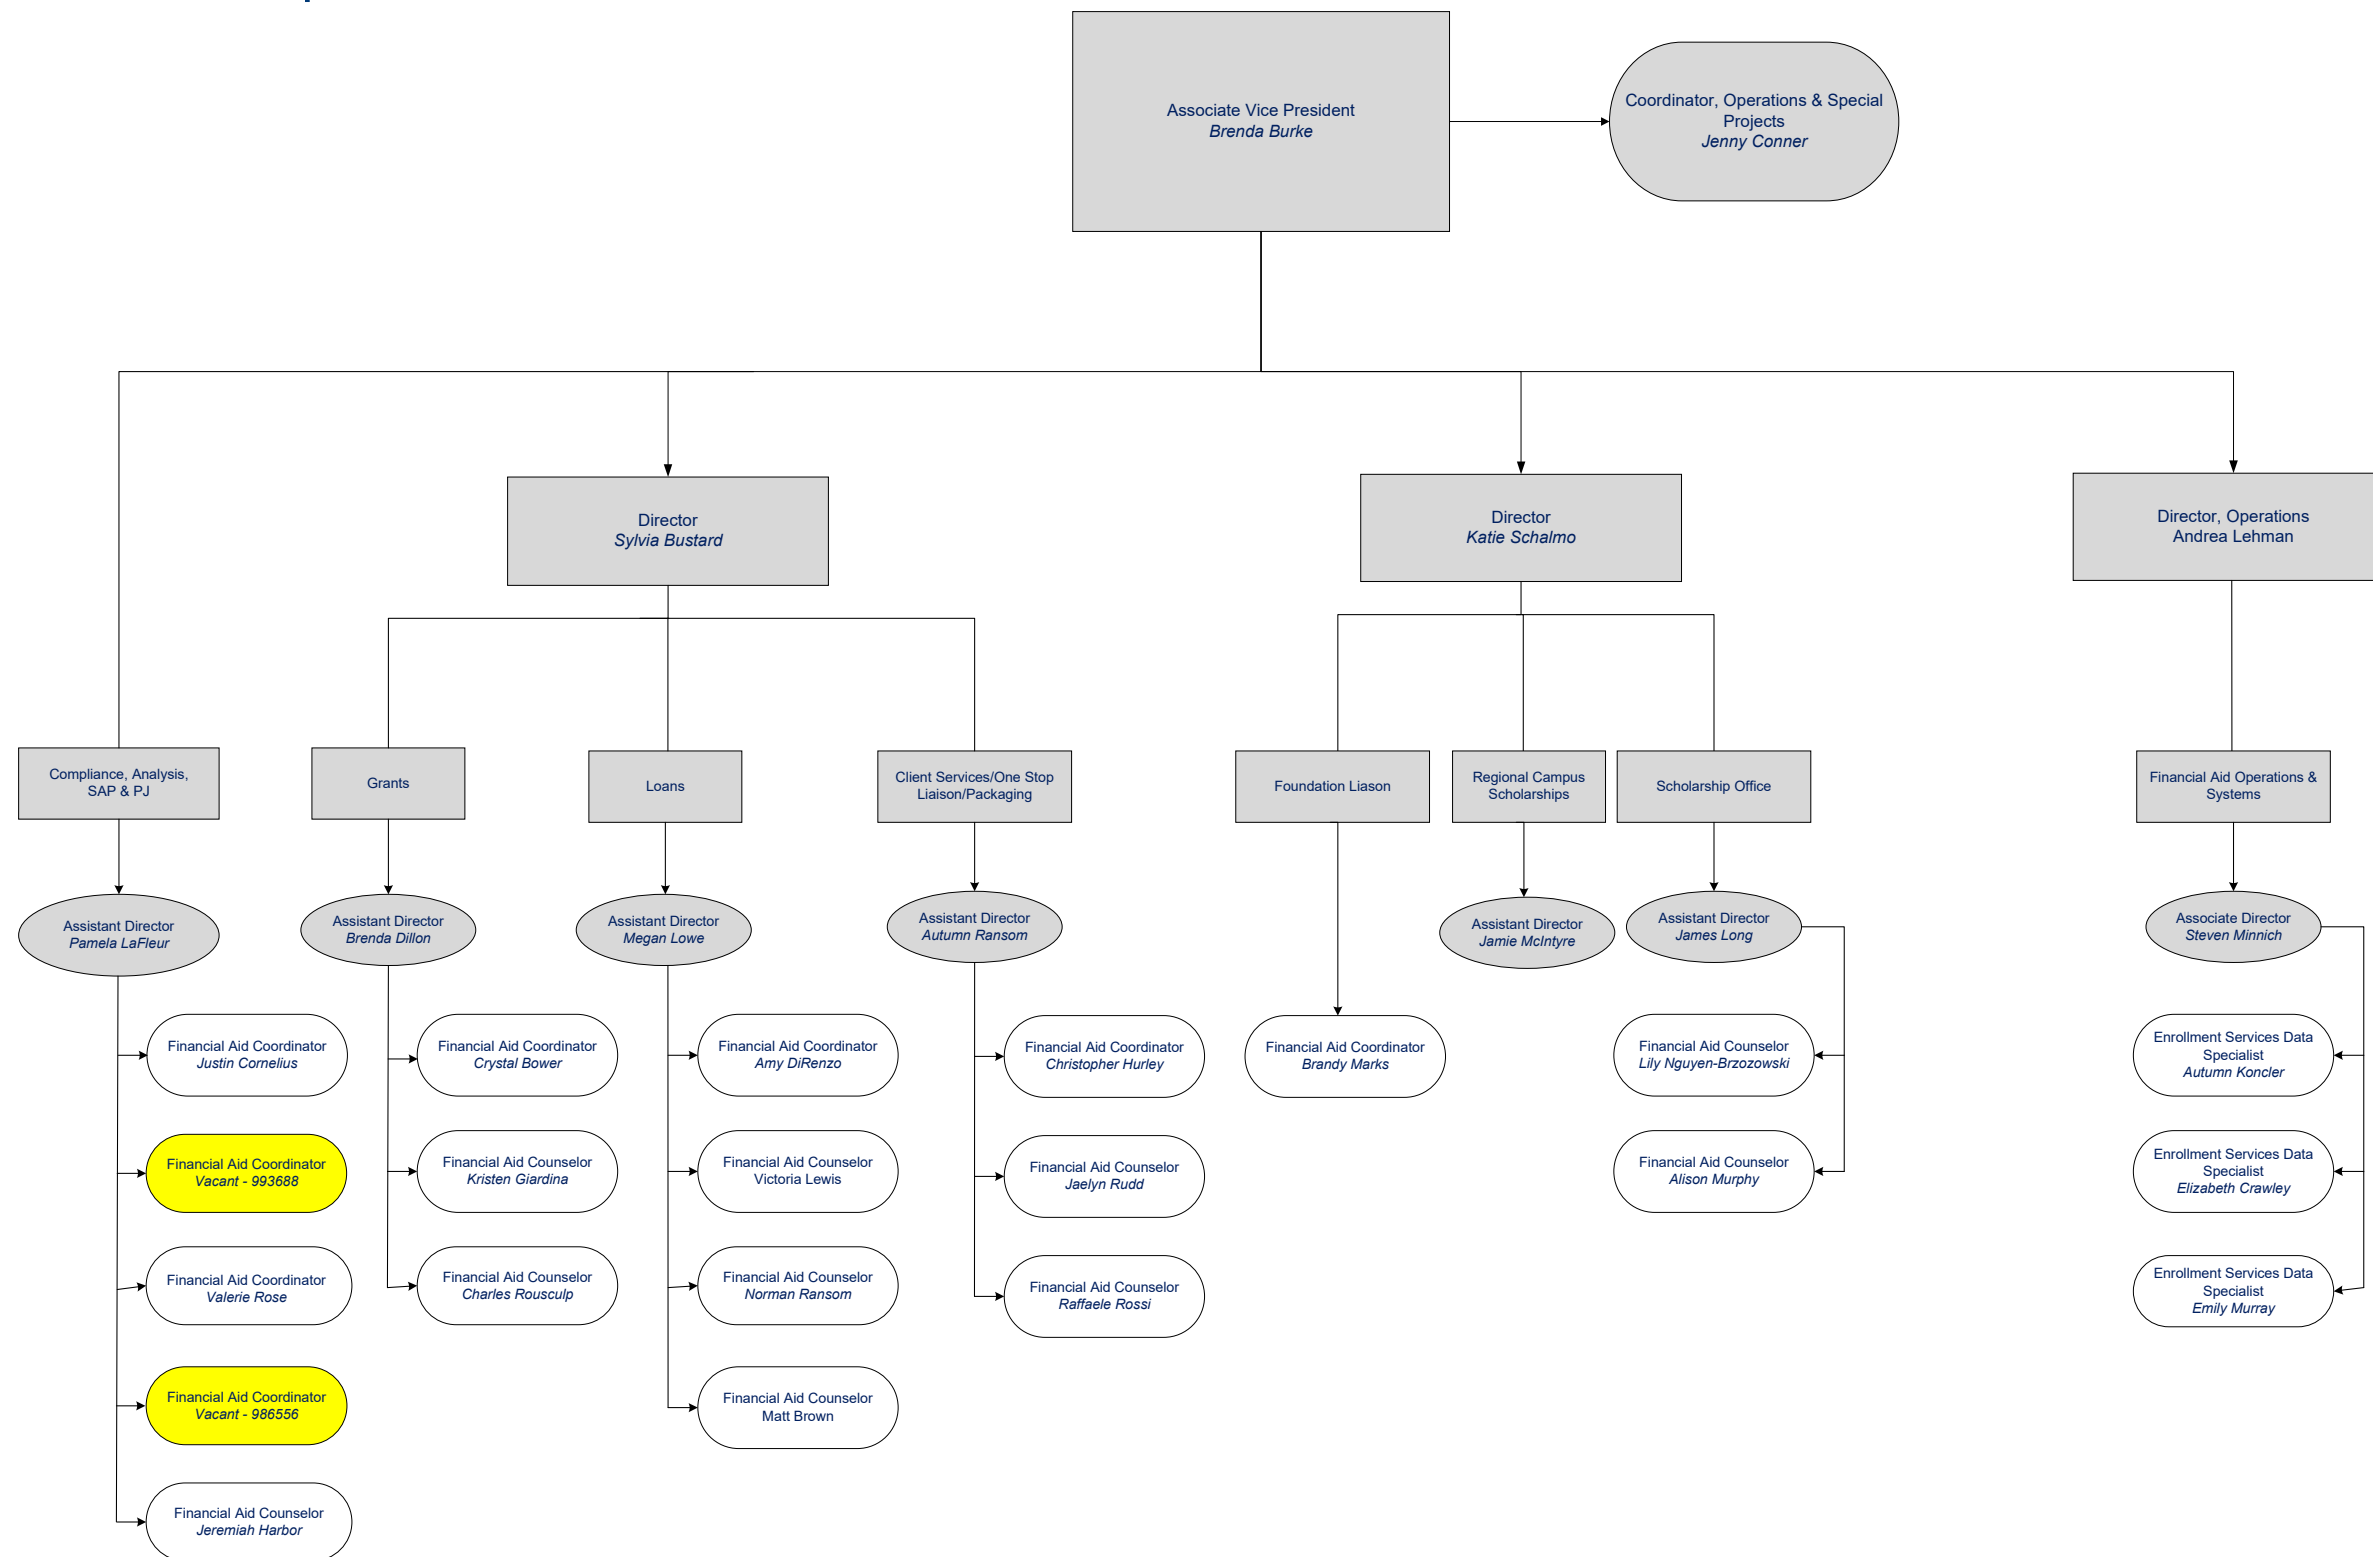 Associate Vice President
Brenda Burke
Coordinator, Operations & Special
Projects
Jenny Conner
Director
Sylvia Bustard
Director
Katie Schalmo
Director, Operations
Andrea Lehman
Compliance, Analysis,
SAP & PJ
Grants
Loans
Client Services/One Stop
Liaison/Packaging
Foundation Liason
Regional Campus
Scholarships
Scholarship Office
Financial Aid Operations &
Systems
Assistant Director
Pamela LaFleur
Assistant Director
Brenda Dillon
Assistant Director
Megan Lowe
Assistant Director
Autumn Ransom
Assistant Director
Jamie McIntyre
Assistant Director
James Long
Associate Director
Steven Minnich
Financial Aid Coordinator
Justin Cornelius
Financial Aid Coordinator
Crystal Bower
Financial Aid Coordinator
Amy DiRenzo
Financial Aid Coordinator
Christopher Hurley
Financial Aid Coordinator
Brandy Marks
Financial Aid Counselor
Lily Nguyen-Brzozowski
Enrollment Services Data
Specialist
Autumn Koncler
Financial Aid Coordinator
Vacant - 993688
Financial Aid Counselor
Kristen Giardina
Financial Aid Counselor
Victoria Lewis
Financial Aid Counselor
Jaelyn Rudd
Financial Aid Counselor
Alison Murphy
Enrollment Services Data
Specialist
Elizabeth Crawley
Financial Aid Coordinator
Valerie Rose
Financial Aid Counselor
Charles Rousculp
Financial Aid Counselor
Norman Ransom
Financial Aid Counselor
Raffaele Rossi
Enrollment Services Data
Specialist
Emily Murray
Financial Aid Coordinator
Vacant - 986556
Financial Aid Counselor
Matt Brown
Financial Aid Counselor
Jeremiah Harbor